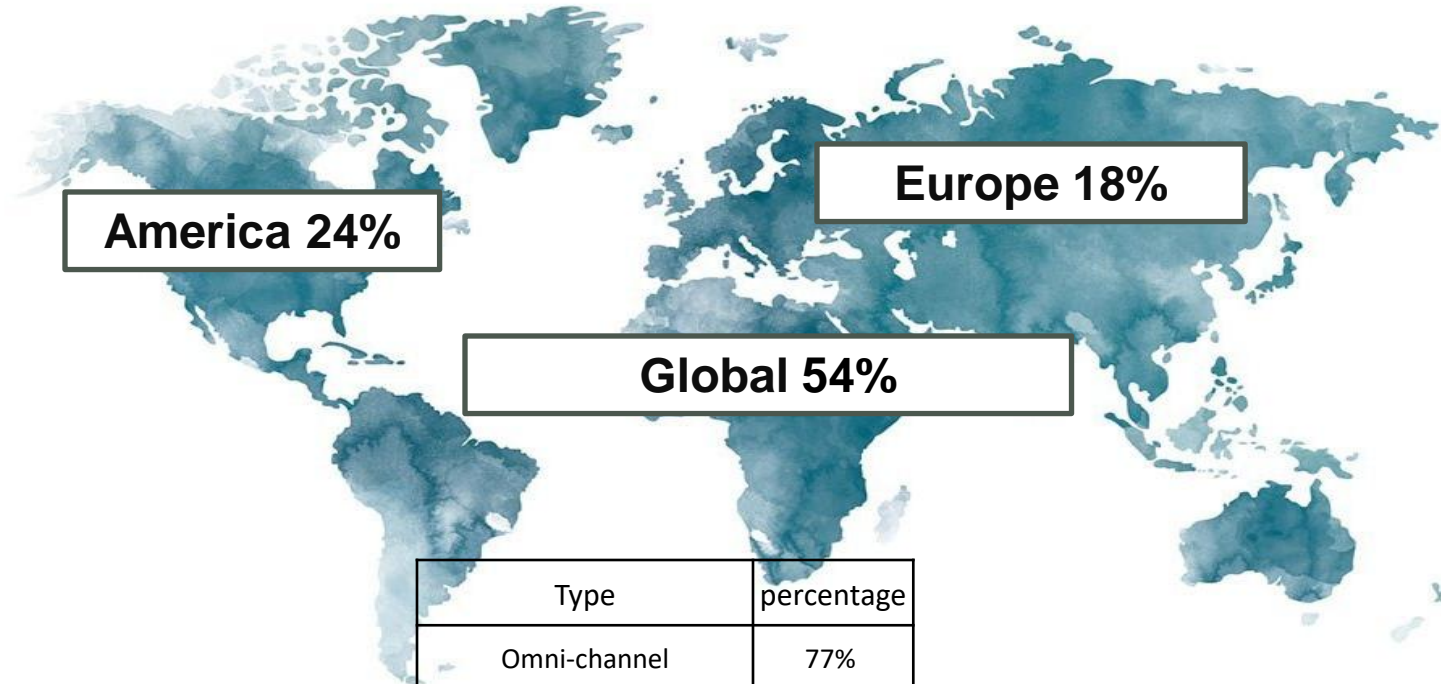 Europe 18%
America 24%
Global 54%
Type percentage
Omni-channel 77%